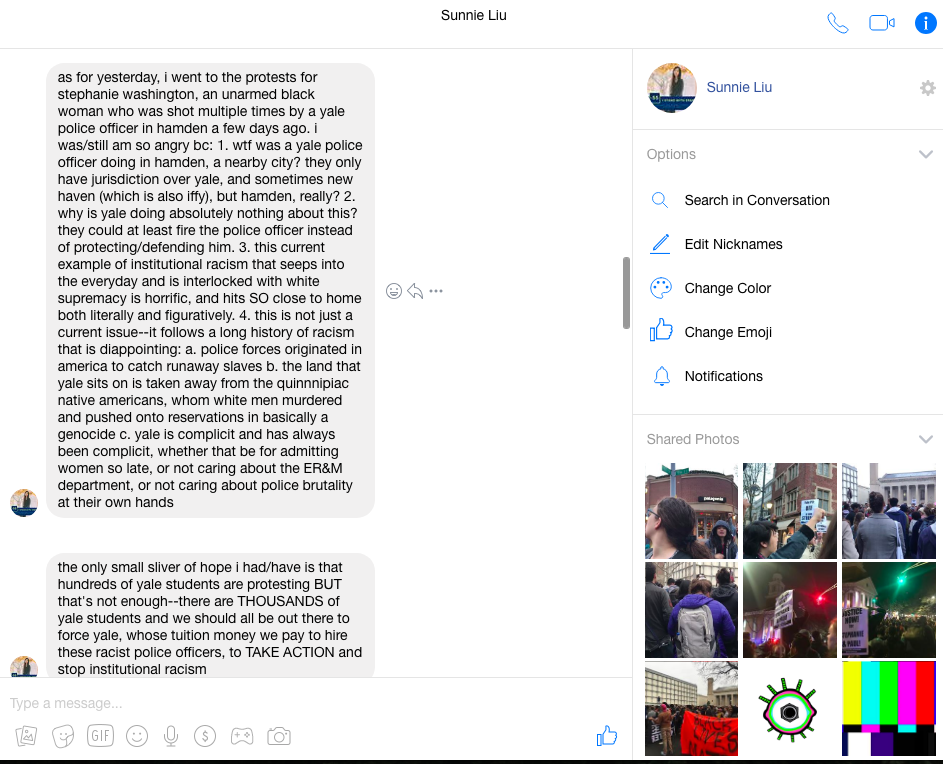 Sunnie Liu
as for yesterday, i went to the protests for
stephanie washington, an unarmed black
woman who was shot multiple times by a yale
police officer in hamden a few days ago. i
was/still am so angry bc: 1. wtf was a yale police
officer doing in hamden, a nearby city? they only
have jurisdiction over yale, and sometimes new
haven (which is also iffy), but hamden, really? 2.
why is yale doing absolutely nothing about this?
they could at least fire the police officer instead
of protecting/defending him. 3. this current
example of institutional racism that seeps into
the everyday and is interlocked with white
supremacy is horrific, and hits SO close to home
both literally and figuratively. 4. this is not just a
current issue--it follows a long history of racism
that is diappointing: a. police forces originated in
america to catch runaway slaves b. the land that
yale sits on is taken away from the quinnnipiac
native americans, whom white men murdered
and pushed onto reservations in basically a
genocide c. yale is complicit and has always
been complicit, whether that be for admitting
women so late, or not caring about the ER&M
department, or not caring about police brutality
at their own hands
the only small sliver of hope i had/have is that
hundreds of yale students are protesting BUT
that's not enough--there are THOUSANDS of
yale students and we should all be out there to
force yale, whose tuition money we pay to hire
these racist police officers, to TAKE ACTION and
stop institutional racism
Type a message...
GIF
$
Sunnie Liu
Options
Search in Conversation
Edit Nicknames
Change Color
Change Emoji
Notifications
Shared Photos
patagonia
JUSTICE
NOW!